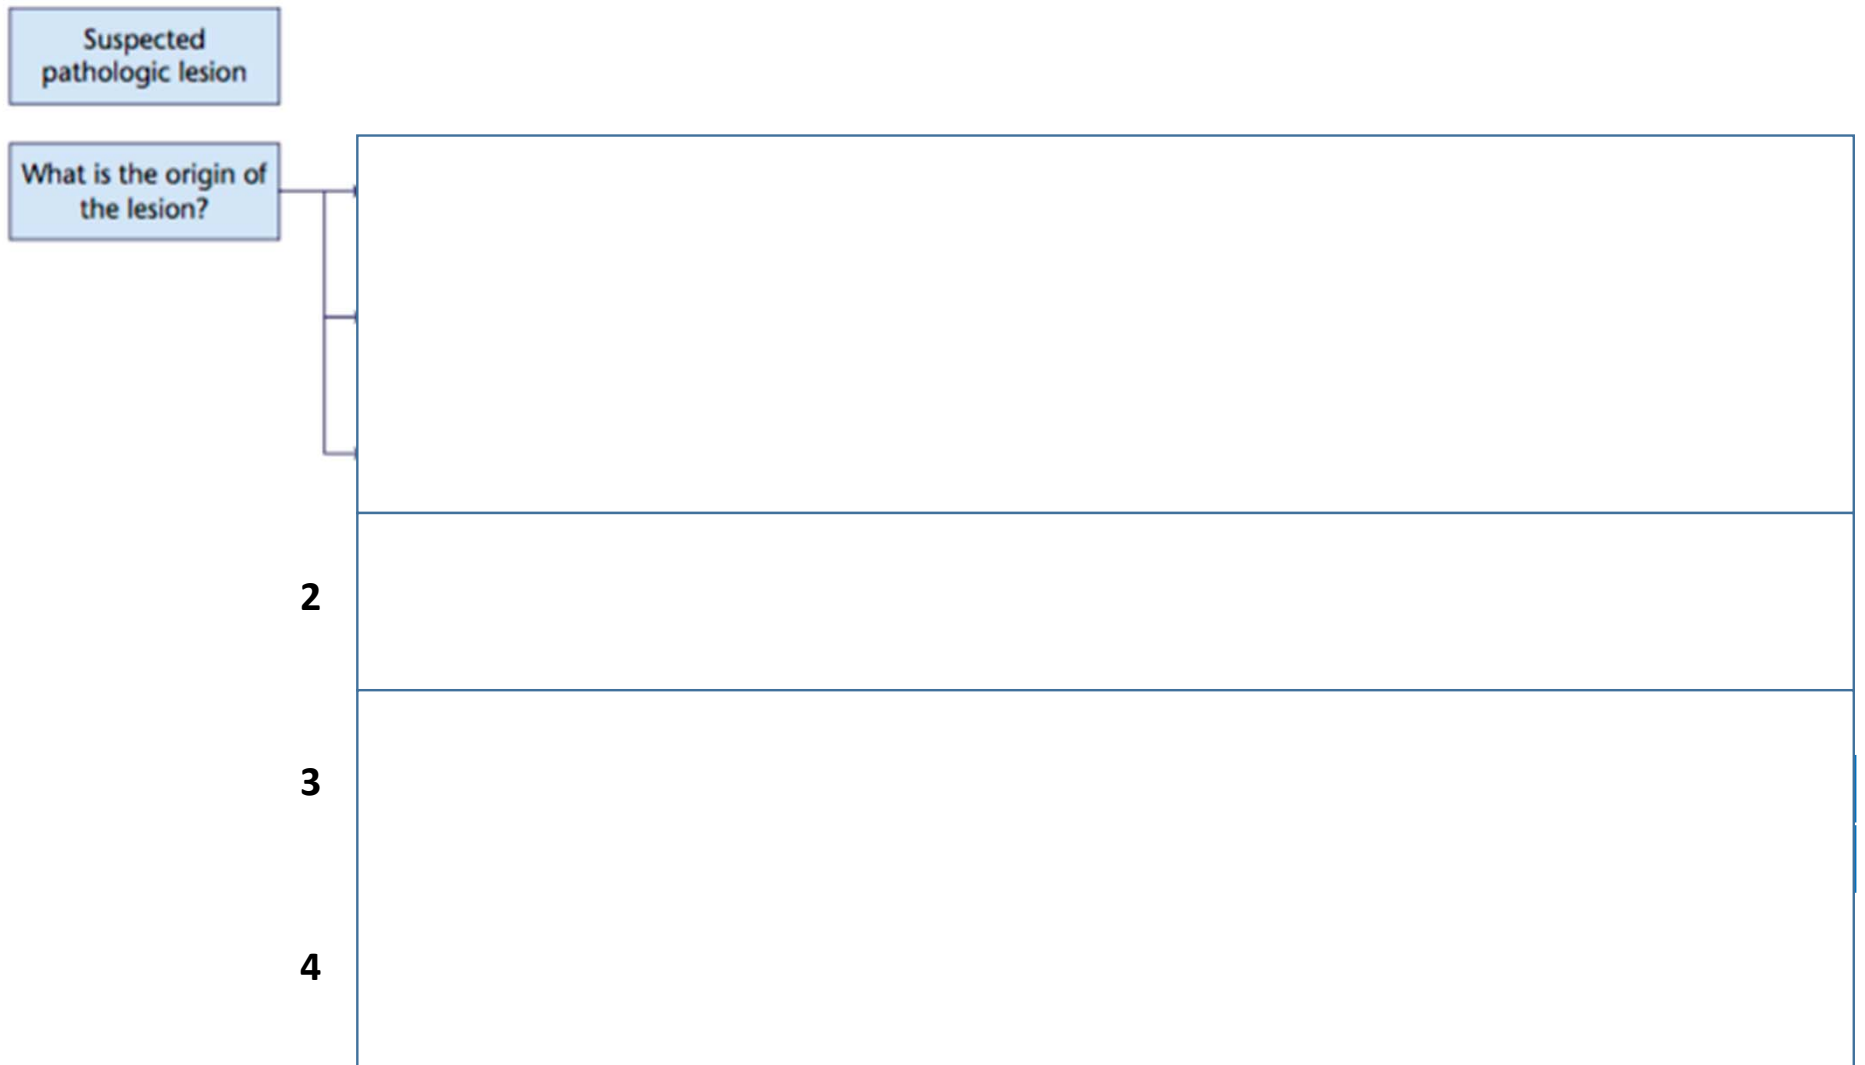 Suspected
pathologic lesion
What is the origin of
the lesion?
2
3
4